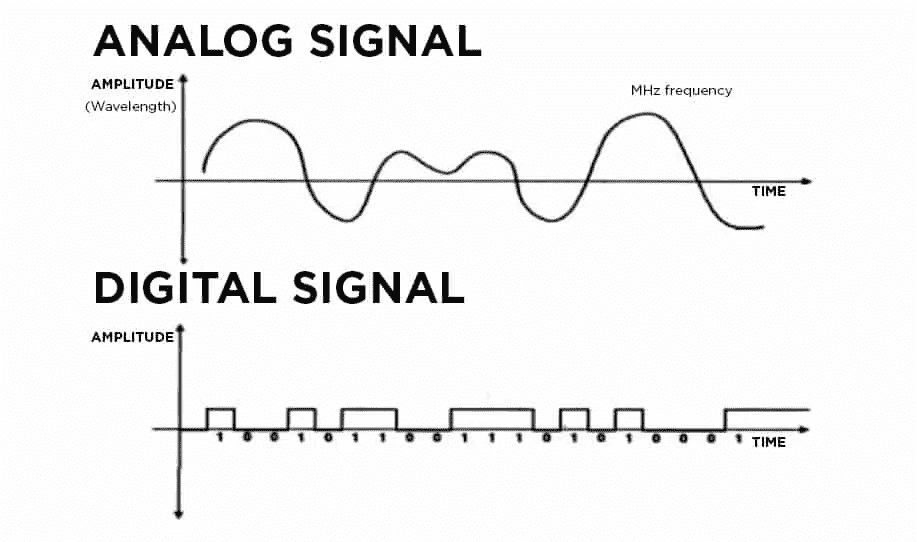 ANALOG SIGNAL
AMPLITUDE
(Wavelength)
MHz frequency
TIME
DIGITAL SIGNAL
AMPLITUDE
1 0 0 1 0 1 1 0 0 1 1 1 0 1 0 1 0 0 0 1
TIME